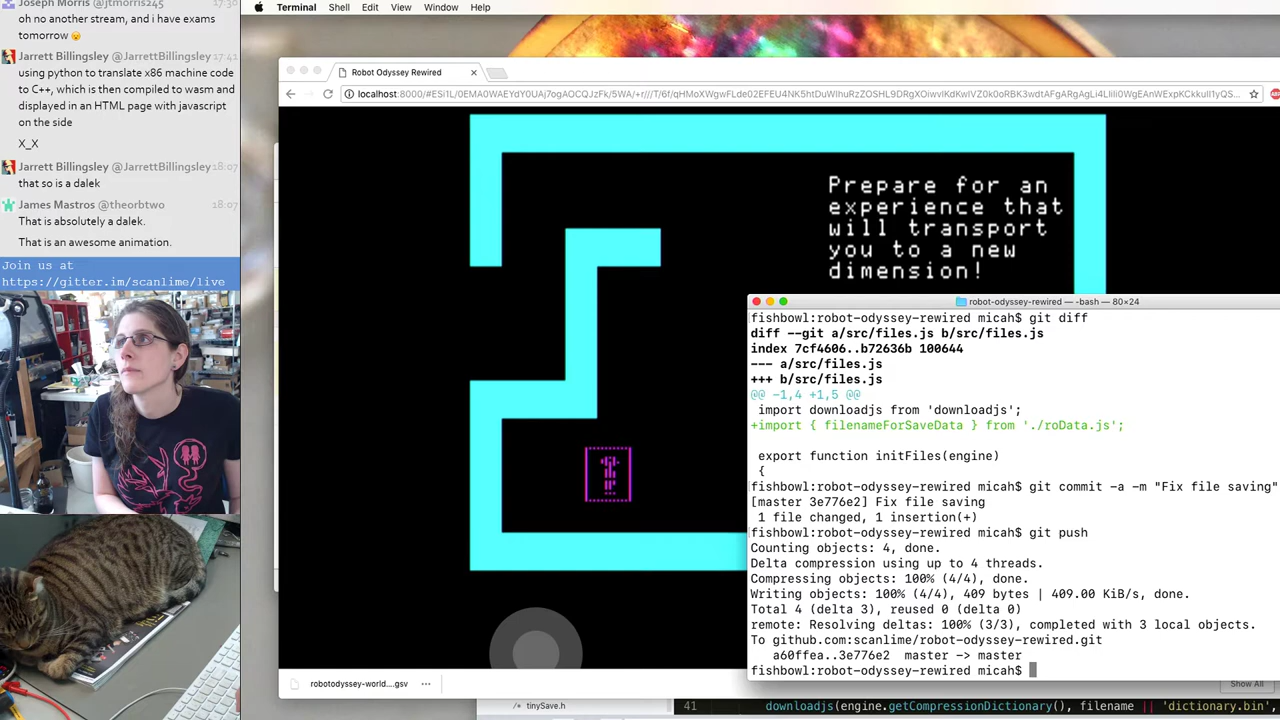 Joseph Morris @jtmorris245 17:30
oh no another stream, and i have exams
tomorrow
Jarrett Billingsley @JarrettBillingsley 17:41
using python to translate x86 machine code
to C++, which is then compiled to wasm and
displayed in an HTML page with javascript
on the side
X_X
Jarrett Billingsley @JarrettBillingsley 18:07
that so is a dalek
James Mastros @theorbtwo 18:07
That is absolutely a dalek.
That is an awesome animation.
Join us at
https://gitter.im/scanlime/live
Terminal Shell Edit View Window Help
Robot Odyssey Rewired
Prepare for an
experience that
will transport
you to a new
dimension!
robot-odyssey-rewired — -bash — 80×24
fishbowl:robot-odyssey-rewired micah$ git diff
diff --git a/src/files.js b/src/files.js
index 7cf4606..b72636b 100644
--- a/src/files.js
+++ b/src/files.js
@@ -1,4 +1,5 @@
import downloadjs from 'downloadjs';
+import { filenameForSaveData } from './roData.js';
export function initFiles(engine)
{
fishbowl:robot-odyssey-rewired micah$ git commit -a -m "Fix file saving"
[master 3e776e2] Fix file saving
1 file changed, 1 insertion(+)
fishbowl:robot-odyssey-rewired micah$ git push
Counting objects: 4, done.
Delta compression using up to 4 threads.
Compressing objects: 100% (4/4), done.
Writing objects: 100% (4/4), 409 bytes | 409.00 KiB/s, done.
Total 4 (delta 3), reused 0 (delta 0)
remote: Resolving deltas: 100% (3/3), completed with 3 local objects.
To github.com:scanlime/robot-odyssey-rewired.git
a60ffea..3e776e2 master -> master
fishbowl:robot-odyssey-rewired micah$
robotodyssey-world....gsv
Show All
tinySave.h
41 downloadjs(engine.getCompressionDictionary(), filename || 'dictionary.bin',